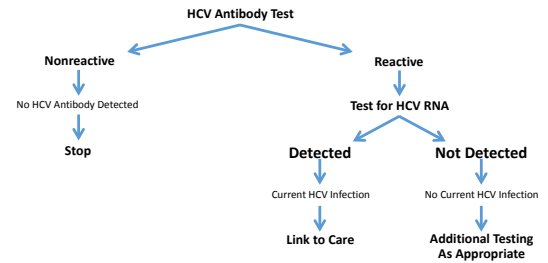 HCV Antibody Test
Nonreactive
Reactive
No HCV Antibody Detected
Test for HCV RNA
Stop
Detected
Not Detected
Current HCV Infection
No Current HCV Infection
Link to Care
Additional Testing
As Appropriate